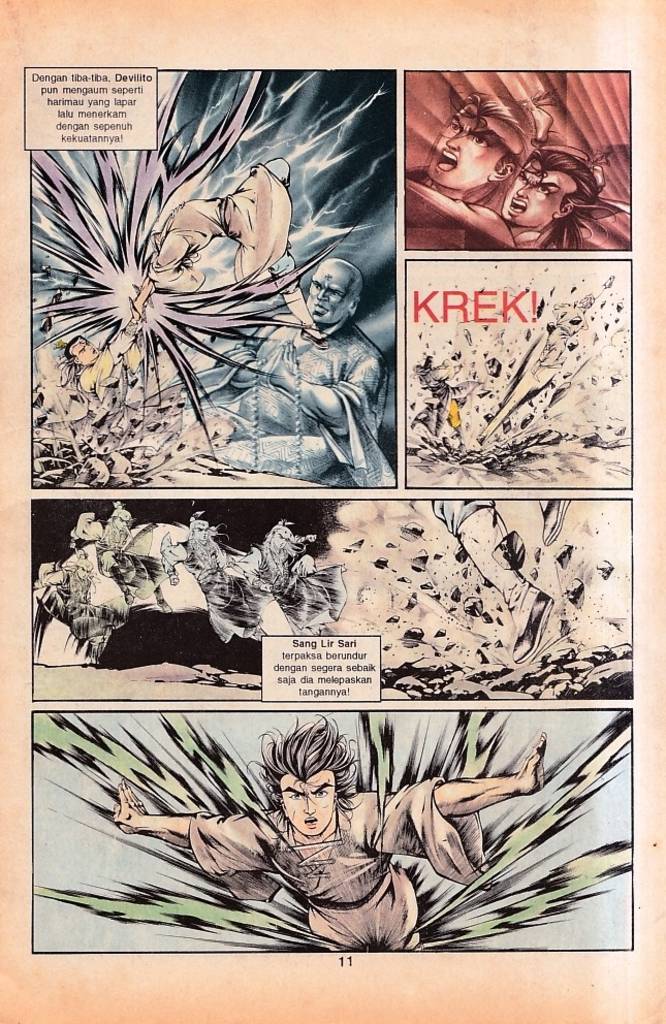 Dengan tiba-tiba, Devilito
pun mengaum seperti
harimau yang lapar
lalu menerkam
dengan sepenuh
kekuatannya!
KREK!
Sang Lir Sari
terpaksa berundur
dengan segera sebaik
saja dia melepaskan
tangannya!
11